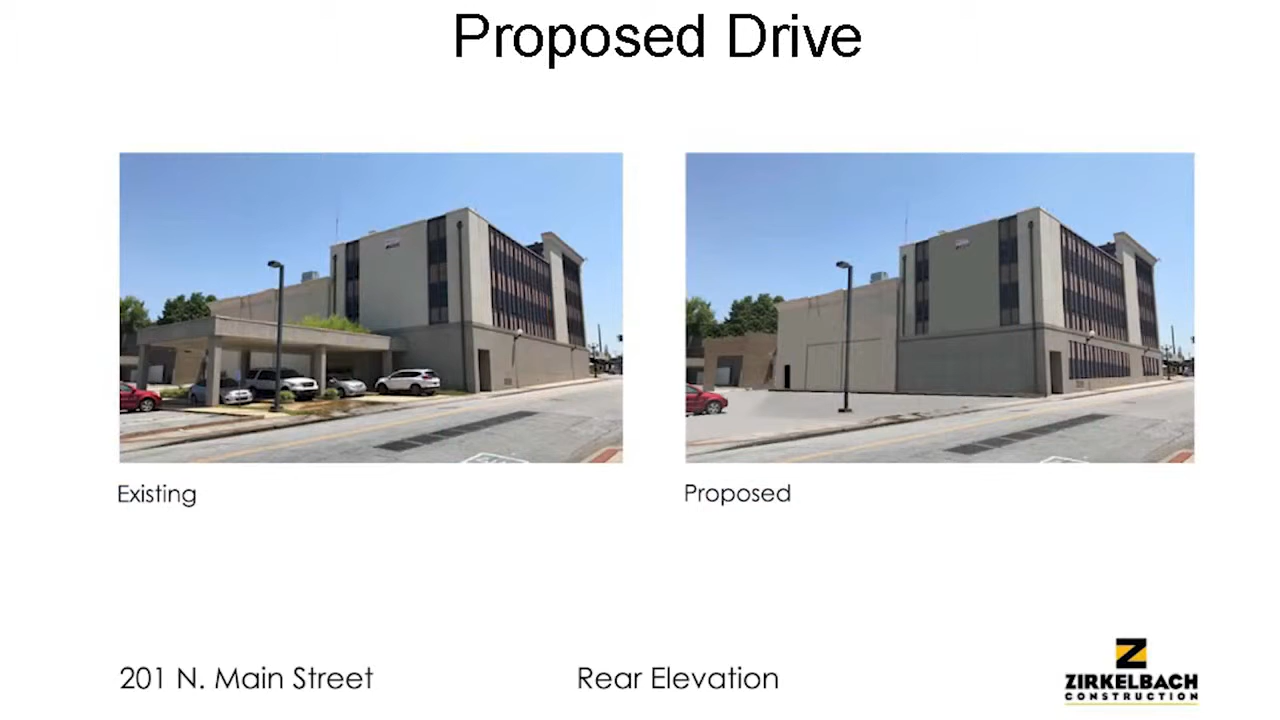 Proposed Drive
Existing
Proposed
201 N. Main Street
Rear Elevation
Z
ZIRKELBACH
CONSTRUCTION